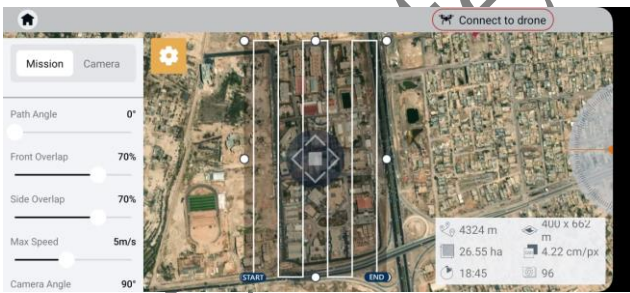 Connect to drone
Mission Camera
Path Angle 0°
Front Overlap 70%
Side Overlap 70%
Max Speed 5m/s
Camera Angle 90°
START
END
4324 m
400 x 662 m
26.55 ha
4.22 cm/px
18:45
96